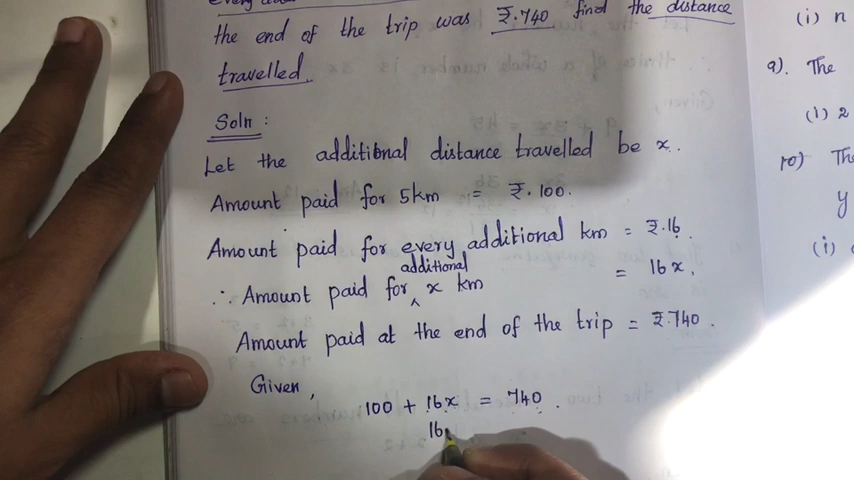 the end of the trip was ₹.740 find the distance
travelled.
Soln :
Let the additional distance travelled be x.
Amount paid for 5km = ₹.100.
Amount paid for every additional km = ₹.16.
additional
∴ Amount paid for ^ x km = 16x.
Amount paid at the end of the trip = ₹.740.
Given,
100 + 16x = 740.
16
(i) n
9). The
(i) 2
10) The
y
(i)